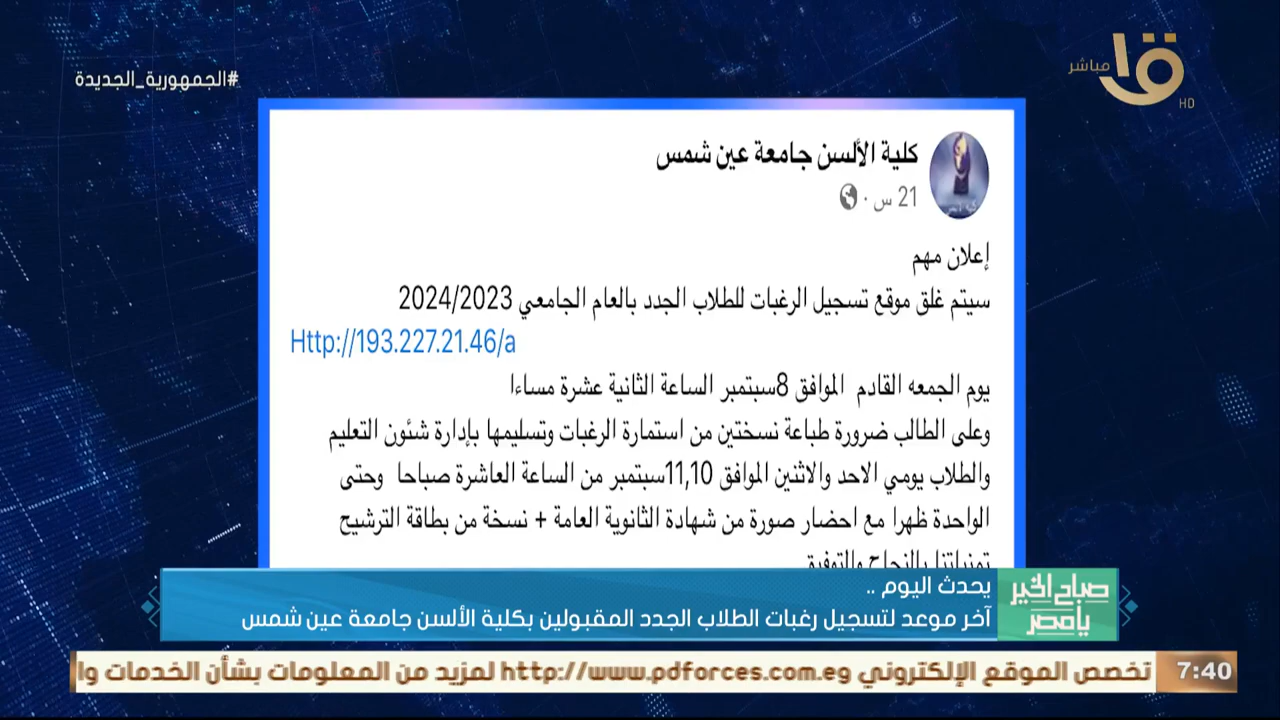 #الجمهورية_الجديدة
مباشر
HD
كلية الألسن جامعة عين شمس
21 س ·
إعلان مهم
سيتم غلق موقع تسجيل الرغبات للطلاب الجدد بالعام الجامعي 2024/2023
Http://193.227.21.46/a
يوم الجمعه القادم الموافق 8سبتمبر الساعة الثانية عشرة مساءا
وعلى الطالب ضرورة طباعة نسختين من استمارة الرغبات وتسليمها بإدارة شئون التعليم
والطلاب يومي الاحد والاثنين الموافق 11,10سبتمبر من الساعة العاشرة صباحا وحتى
الواحدة ظهرا مع احضار صورة من شهادة الثانوية العامة + نسخة من بطاقة الترشيح
تمنياتنا بالنجاح والتوفيق
صباح الخير
يا مصر
يحدث اليوم ..
آخر موعد لتسجيل رغبات الطلاب الجدد المقبولين بكلية الألسن جامعة عين شمس
7:40
تخصص الموقع الإلكتروني http://www.pdforces.com.eg لمزيد من المعلومات بشأن الخدمات وا